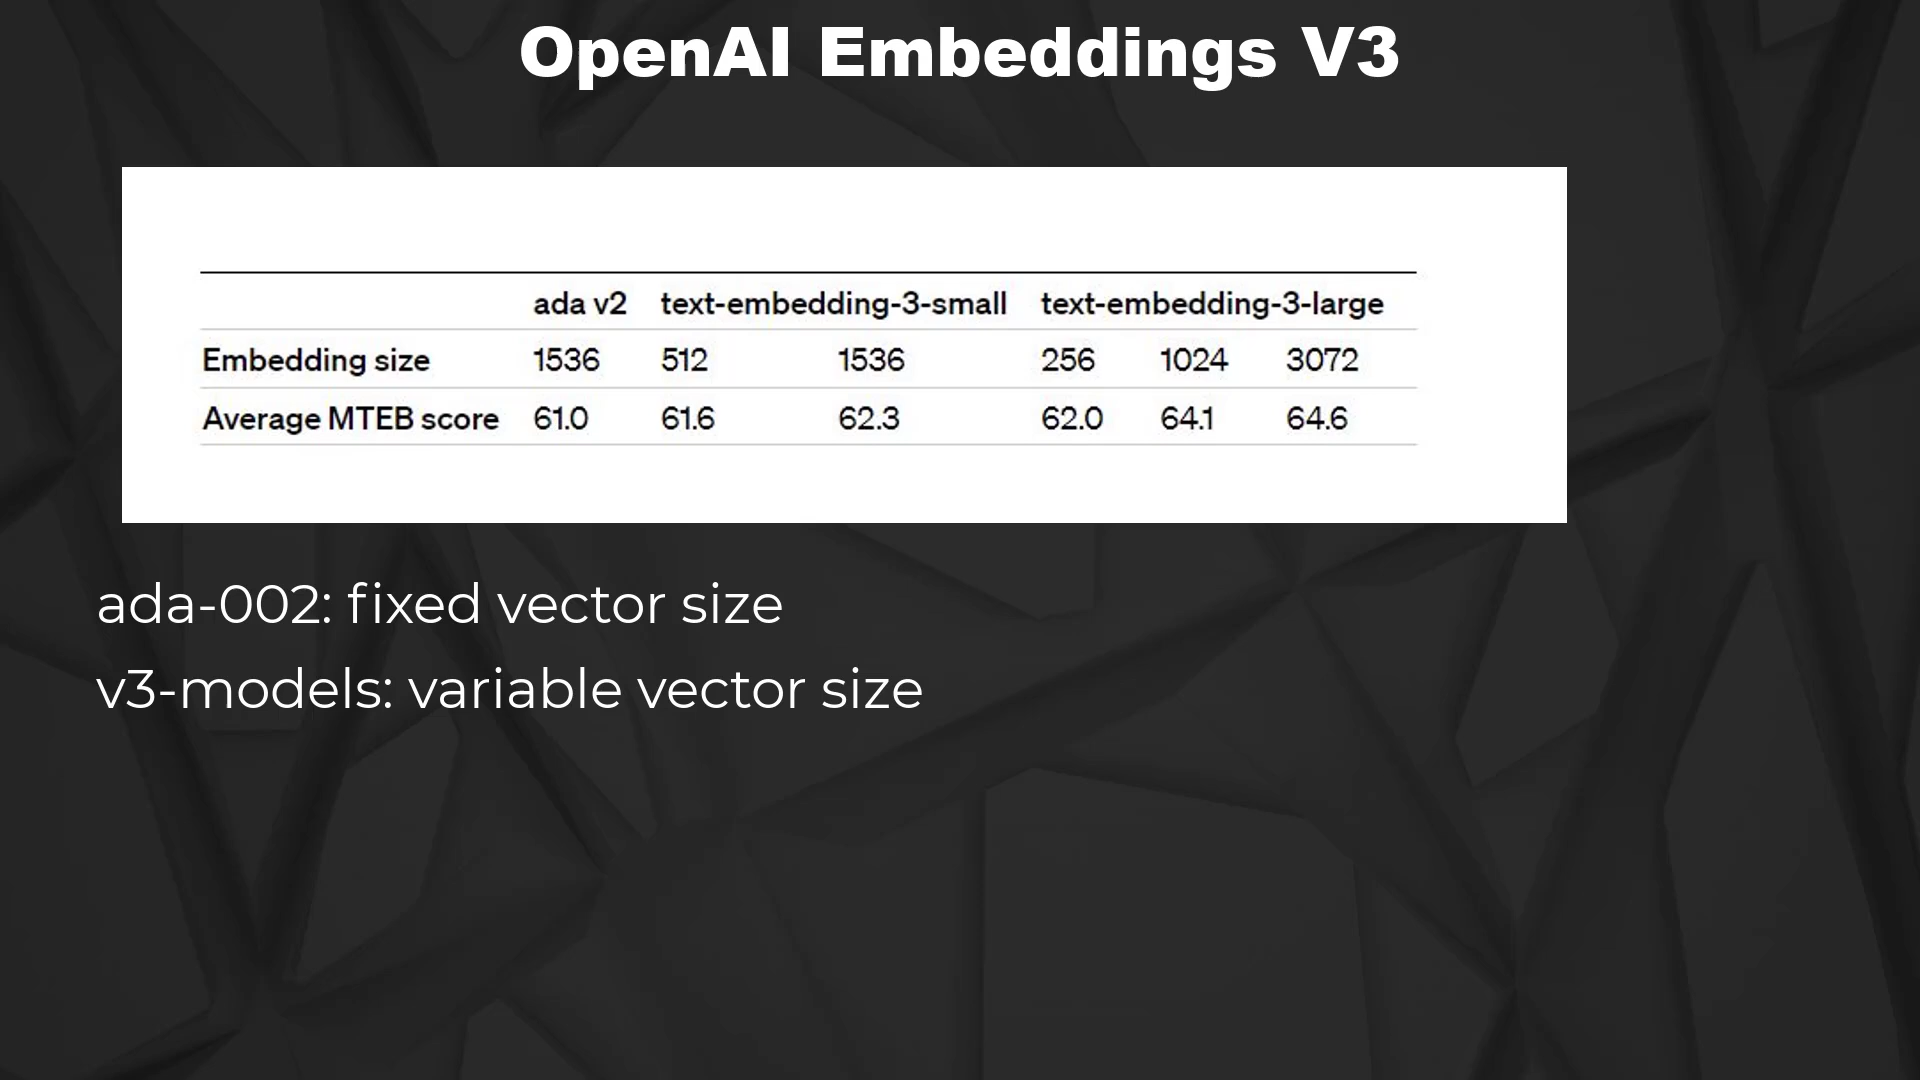 OpenAI Embeddings V3
ada v2 text-embedding-3-small text-embedding-3-large
Embedding size 1536 512 1536 256 1024 3072
Average MTEB score 61.0 61.6 62.3 62.0 64.1 64.6
ada-002: fixed vector size
v3-models: variable vector size